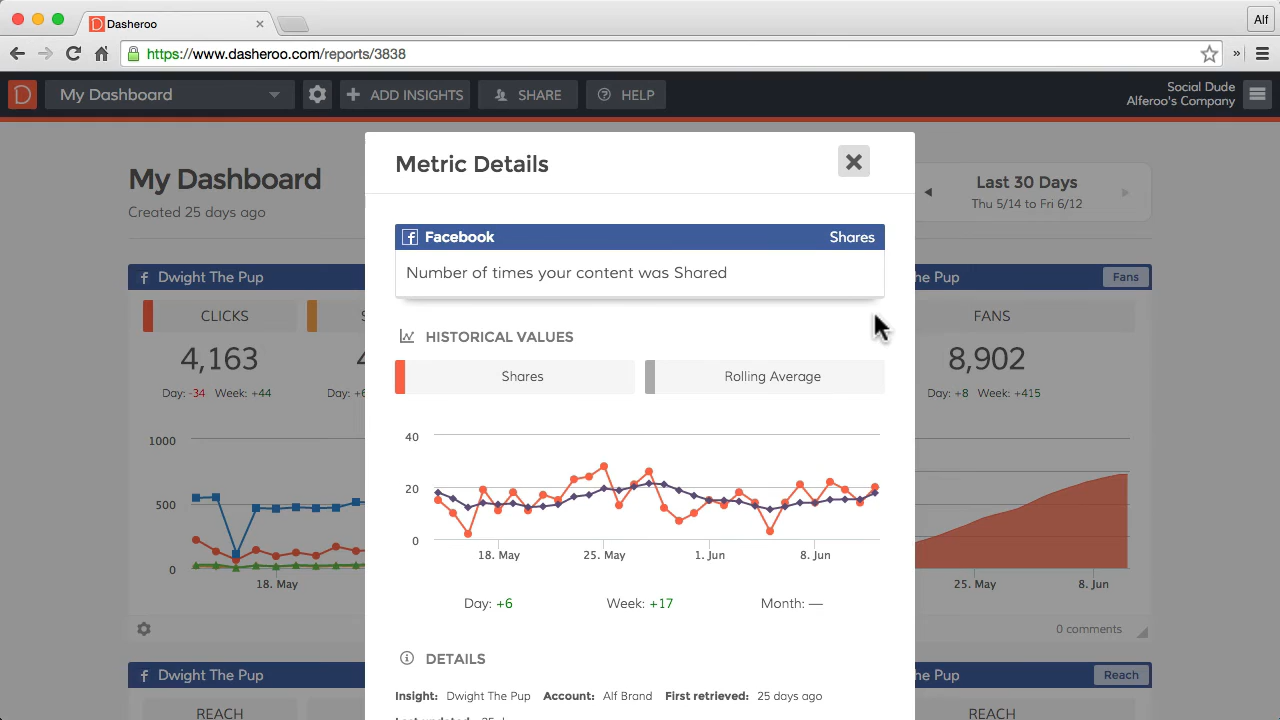 Dasheroo
Alf
https://www.dasheroo.com/reports/3838
My Dashboard
ADD INSIGHTS
SHARE
HELP
Social Dude
Alferoo's Company
Metric Details
My Dashboard
Created 25 days ago
Last 30 Days
Thu 5/14 to Fri 6/12
Facebook
Shares
Number of times your content was Shared
Dwight The Pup
he Pup
Fans
CLICKS
FANS
4,163
8,902
Day: -34 Week: +44
Day: +6
Day: +8 Week: +415
HISTORICAL VALUES
Shares
Rolling Average
40
20
0
18. May
25. May
1. Jun
8. Jun
1000
500
0
18. May
25. May
8. Jun
Day: +6
Week: +17
Month: —
0 comments
DETAILS
Insight: Dwight The Pup Account: Alf Brand First retrieved: 25 days ago
Dwight The Pup
he Pup
Reach
REACH
REACH